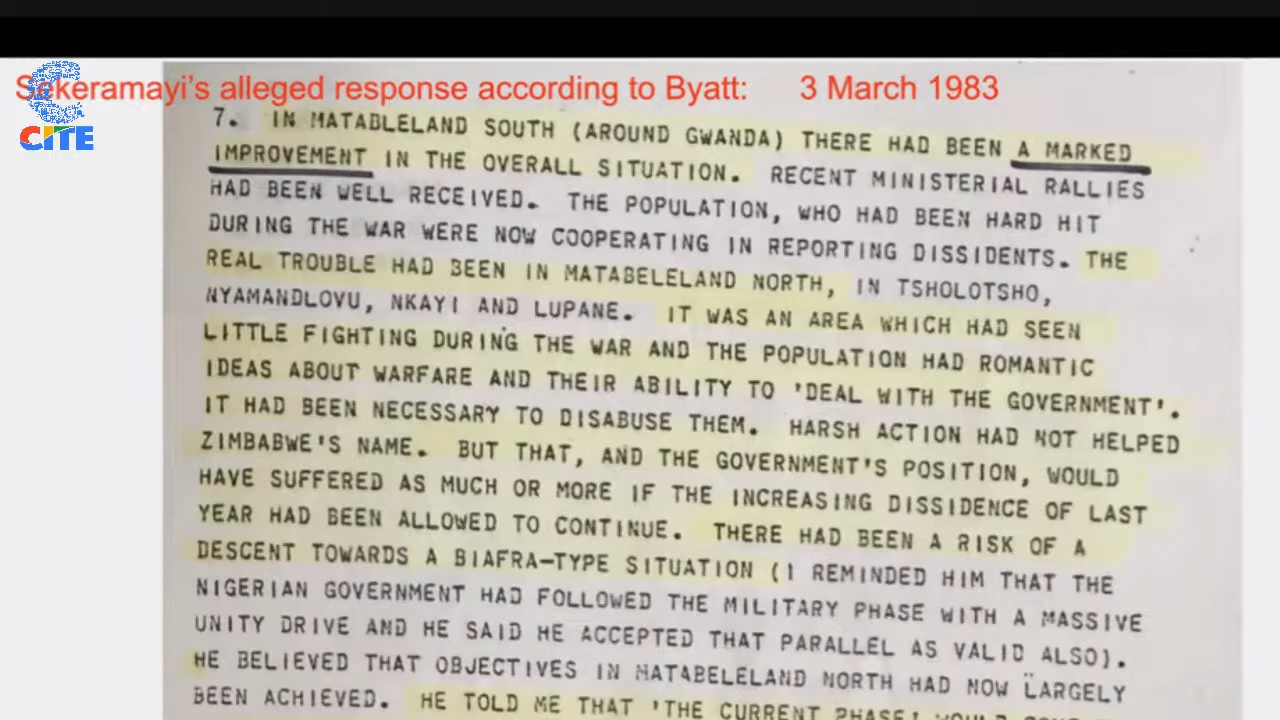 Sekeramayi's alleged response according to Byatt: 3 March 1983
CITE
7. IN MATABLELAND SOUTH (AROUND GWANDA) THERE HAD BEEN A MARKED
IMPROVEMENT IN THE OVERALL SITUATION. RECENT MINISTERIAL RALLIES
HAD BEEN WELL RECEIVED. THE POPULATION, WHO HAD BEEN HARD HIT
DURING THE WAR WERE NOW COOPERATING IN REPORTING DISSIDENTS. THE
REAL TROUBLE HAD BEEN IN MATABELELAND NORTH, IN TSHOLOTSHO,
NYAMANDLOVU, NKAYI AND LUPANE. IT WAS AN AREA WHICH HAD SEEN
LITTLE FIGHTING DURING THE WAR AND THE POPULATION HAD ROMANTIC
IDEAS ABOUT WARFARE AND THEIR ABILITY TO 'DEAL WITH THE GOVERNMENT'.
IT HAD BEEN NECESSARY TO DISABUSE THEM. HARSH ACTION HAD NOT HELPED
ZIMBABWE'S NAME. BUT THAT, AND THE GOVERNMENT'S POSITION, WOULD
HAVE SUFFERED AS MUCH OR MORE IF THE INCREASING DISSIDENCE OF LAST
YEAR HAD BEEN ALLOWED TO CONTINUE. THERE HAD BEEN A RISK OF A
DESCENT TOWARDS A BIAFRA-TYPE SITUATION (I REMINDED HIM THAT THE
NIGERIAN GOVERNMENT HAD FOLLOWED THE MILITARY PHASE WITH A MASSIVE
UNITY DRIVE AND HE SAID HE ACCEPTED THAT PARALLEL AS VALID ALSO).
HE BELIEVED THAT OBJECTIVES IN MATABELELAND NORTH HAD NOW LARGELY
BEEN ACHIEVED. HE TOLD ME THAT 'THE CURRENT PHASE' WOULD